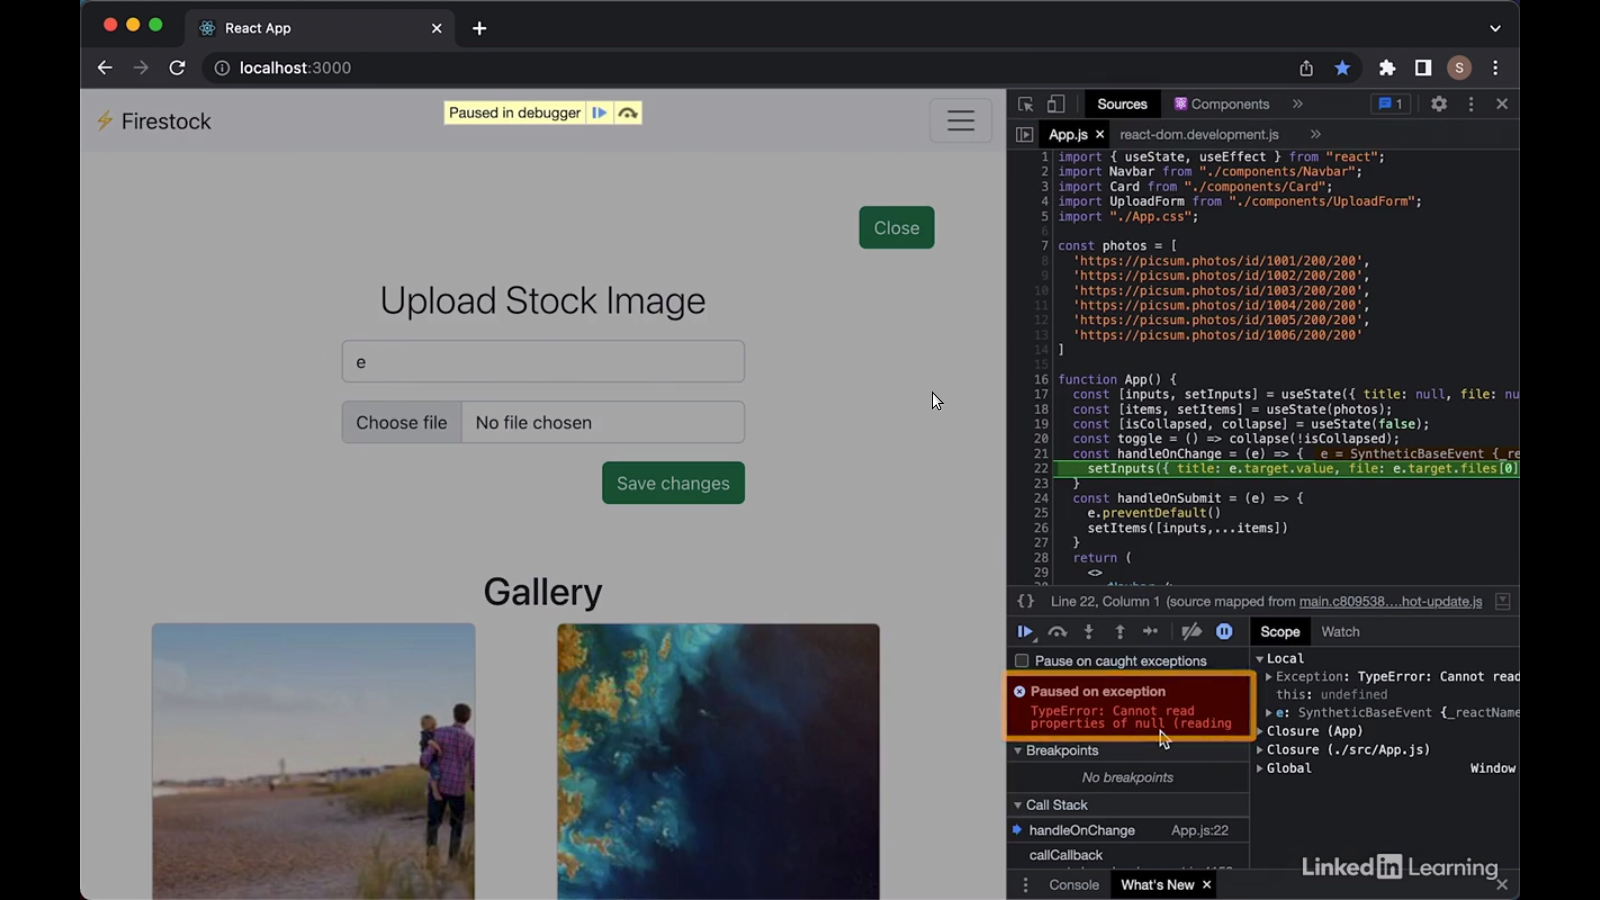 React App
localhost:3000
S
Firestock
Paused in debugger
Close
Upload Stock Image
e
Choose file
No file chosen
Save changes
Gallery
Sources
Components
1
App.js
react-dom.development.js
1 import { useState, useEffect } from "react";
2 import Navbar from "./components/Navbar";
3 import Card from "./components/Card";
4 import UploadForm from "./components/UploadForm";
5 import "./App.css";
6
7 const photos = [
8 'https://picsum.photos/id/1001/200/200',
9 'https://picsum.photos/id/1002/200/200',
10 'https://picsum.photos/id/1003/200/200',
11 'https://picsum.photos/id/1004/200/200',
12 'https://picsum.photos/id/1005/200/200',
13 'https://picsum.photos/id/1006/200/200'
14 ]
15
16 function App() {
17 const [inputs, setInputs] = useState({ title: null, file: nu
18 const [items, setItems] = useState(photos);
19 const [isCollapsed, collapse] = useState(false);
20 const toggle = () => collapse(!isCollapsed);
21 const handleOnChange = (e) => { e = SyntheticBaseEvent {_re
22 setInputs({ title: e.target.value, file: e.target.files[0]
23 }
24 const handleOnSubmit = (e) => {
25 e.preventDefault()
26 setItems([inputs,...items])
27 }
28 return (
29 <>
{} Line 22, Column 1 (source mapped from main.c809538....hot-update.js
Scope
Watch
Pause on caught exceptions
Paused on exception
TypeError: Cannot read
properties of null (reading
Breakpoints
No breakpoints
Call Stack
handleOnChange App.js:22
callCallback
Local
Exception: TypeError: Cannot read
this: undefined
e: SyntheticBaseEvent {_reactName
Closure (App)
Closure (./src/App.js)
Global Window
Console
What's New
LinkedIn Learning